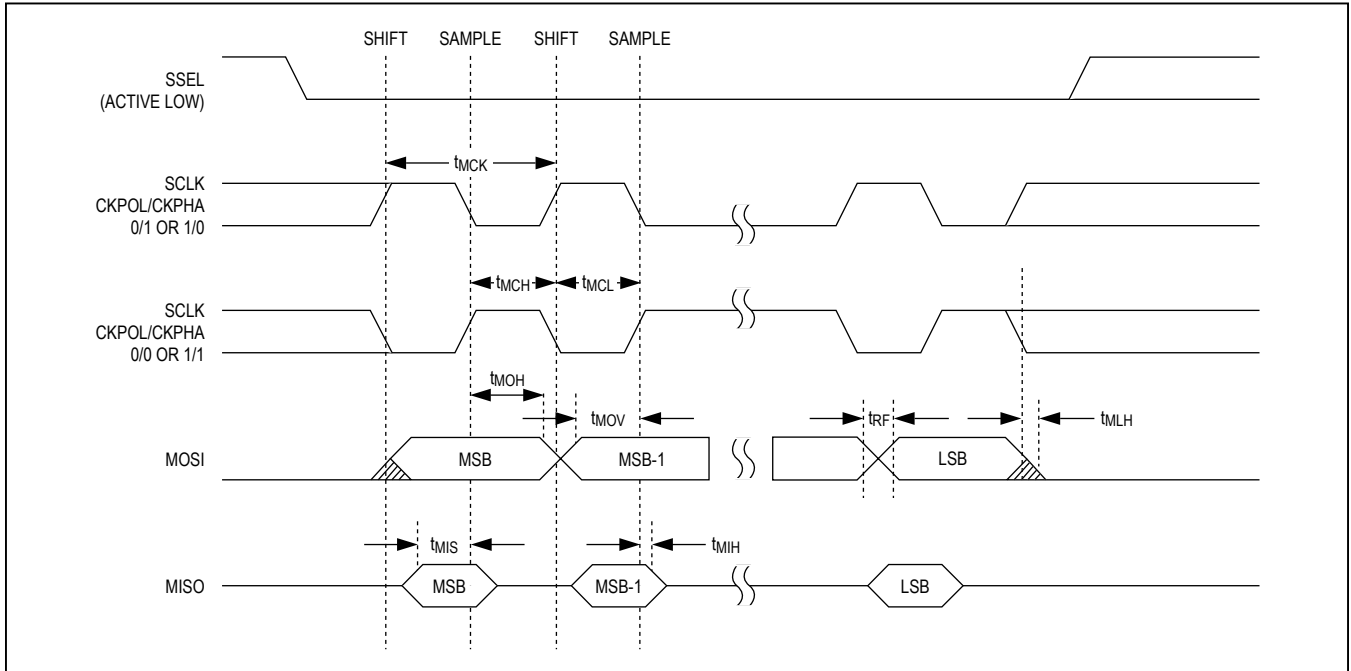 SHIFT SAMPLE SHIFT SAMPLE
SSEL
(ACTIVE LOW)
tMCK
SCLK
CKPOL/CKPHA
0/1 OR 1/0
tMCH tMCL
SCLK
CKPOL/CKPHA
0/0 OR 1/1
tMOH
tMOV tRF tMLH
MOSI MSB MSB-1 LSB
tMIS tMIH
MISO MSB MSB-1 LSB